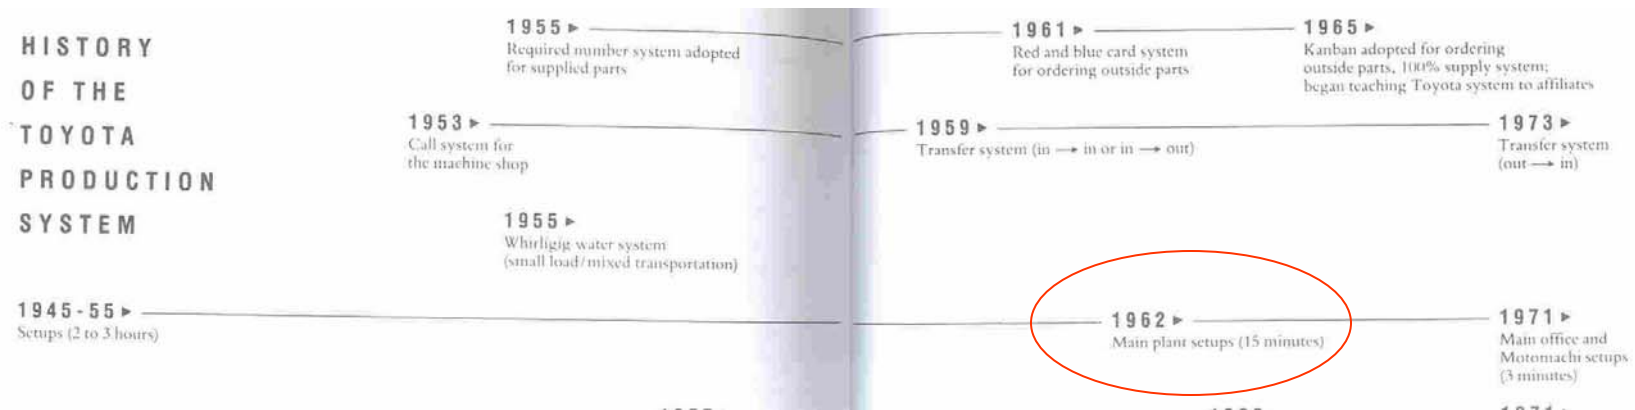 HISTORY
OF THE
TOYOTA
PRODUCTION
SYSTEM
1955 ▸
Required number system adopted
for supplied parts
1961 ▸
Red and blue card system
for ordering outside parts
1965 ▸
Kanban adopted for ordering
outside parts, 100% supply system;
began teaching Toyota system to affiliates
1953 ▸
Call system for
the machine shop
1959 ▸
Transfer system (in → in or in → out)
1973 ▸
Transfer system
(out → in)
1955 ▸
Whirligig water system
(small load/mixed transportation)
1945-55 ▸
Setups (2 to 3 hours)
1962 ▸
Main plant setups (15 minutes)
1971 ▸
Main office and
Motomachi setups
(3 minutes)